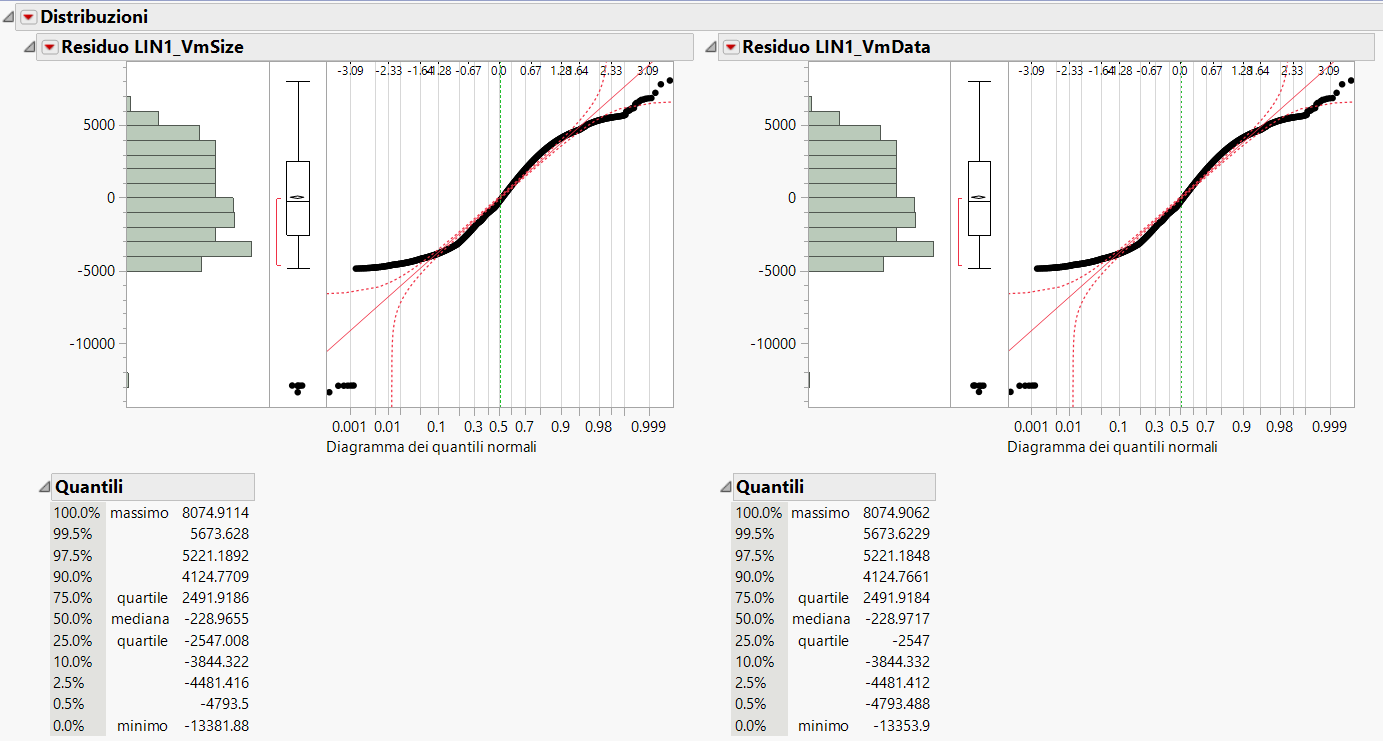 Distribuzioni
Residuo LIN1_VmSize
-3.09 -2.33 -1.64 -1.28 -0.67 0.0 0.67 1.28 1.64 2.33 3.09
5000
0
-5000
-10000
0.001 0.01 0.1 0.3 0.5 0.7 0.9 0.98 0.999
Diagramma dei quantili normali
Quantili
100.0% massimo 8074.9114
99.5% 5673.628
97.5% 5221.1892
90.0% 4124.7709
75.0% quartile 2491.9186
50.0% mediana -228.9655
25.0% quartile -2547.008
10.0% -3844.322
2.5% -4481.416
0.5% -4793.5
0.0% minimo -13381.88
Residuo LIN1_VmData
-3.09 -2.33 -1.64 -1.28 -0.67 0.0 0.67 1.28 1.64 2.33 3.09
5000
0
-5000
-10000
0.001 0.01 0.1 0.3 0.5 0.7 0.9 0.98 0.999
Diagramma dei quantili normali
Quantili
100.0% massimo 8074.9062
99.5% 5673.6229
97.5% 5221.1848
90.0% 4124.7661
75.0% quartile 2491.9184
50.0% mediana -228.9717
25.0% quartile -2547
10.0% -3844.332
2.5% -4481.412
0.5% -4793.488
0.0% minimo -13353.9